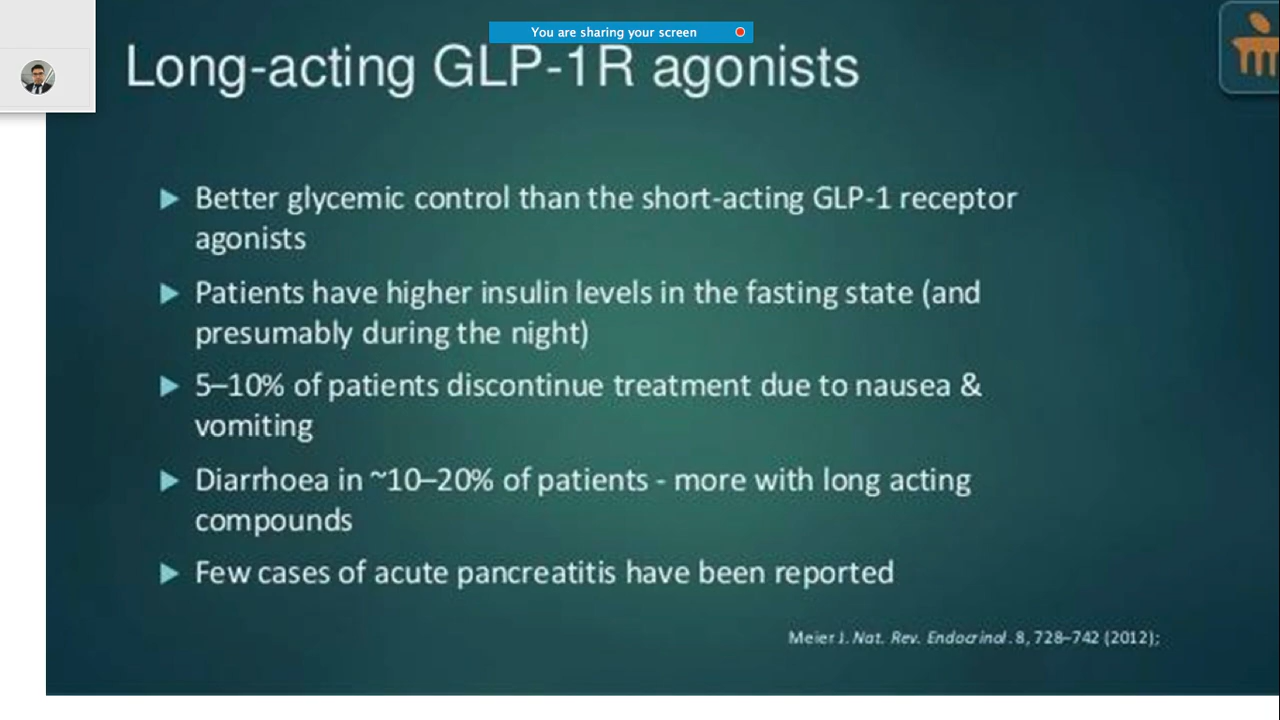 You are sharing your screen
Long-acting GLP-1R agonists
Better glycemic control than the short-acting GLP-1 receptor
agonists
Patients have higher insulin levels in the fasting state (and
presumably during the night)
5–10% of patients discontinue treatment due to nausea &
vomiting
Diarrhoea in ~10–20% of patients - more with long acting
compounds
Few cases of acute pancreatitis have been reported
Meier J. Nat. Rev. Endocrinol. 8, 728–742 (2012);